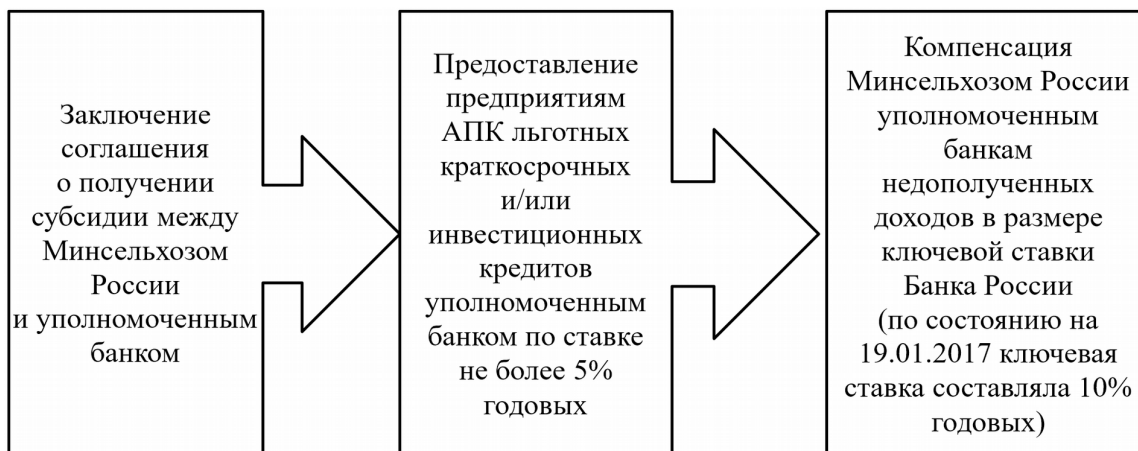 Заключение
соглашения
о получении
субсидии между
Минсельхозом
России
и уполномоченным
банком
Предоставление
предприятиям
АПК льготных
краткосрочных
и/или
инвестиционных
кредитов
уполномоченным
банком по ставке
не более 5%
годовых
Компенсация
Минсельхозом России
уполномоченным
банкам
недополученных
доходов в размере
ключевой ставки
Банка России
(по состоянию на
19.01.2017 ключевая
ставка составляла 10%
годовых)